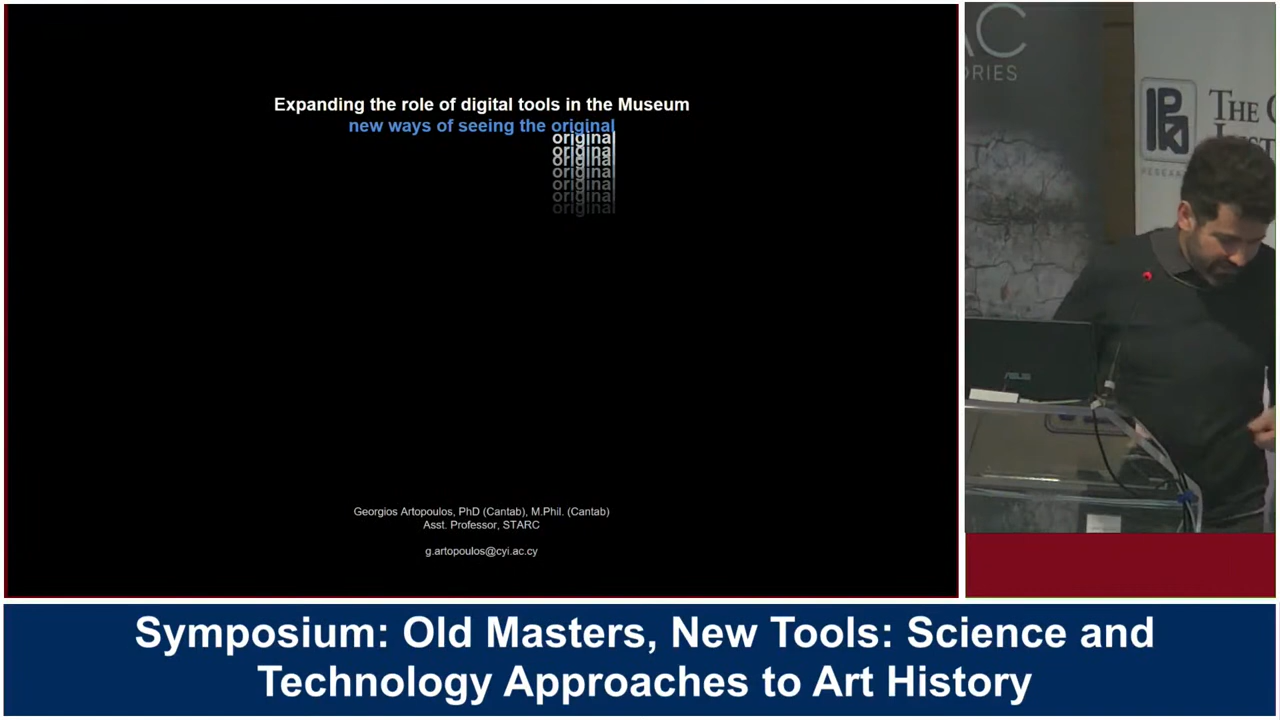 Expanding the role of digital tools in the Museum
new ways of seeing the original
original
original
original
original
original
original
original
Georgios Artopoulos, PhD (Cantab), M.Phil. (Cantab)
Asst. Professor, STARC
g.artopoulos@cyi.ac.cy
AC
ORIES
THE
ASUS
Symposium: Old Masters, New Tools: Science and
Technology Approaches to Art History